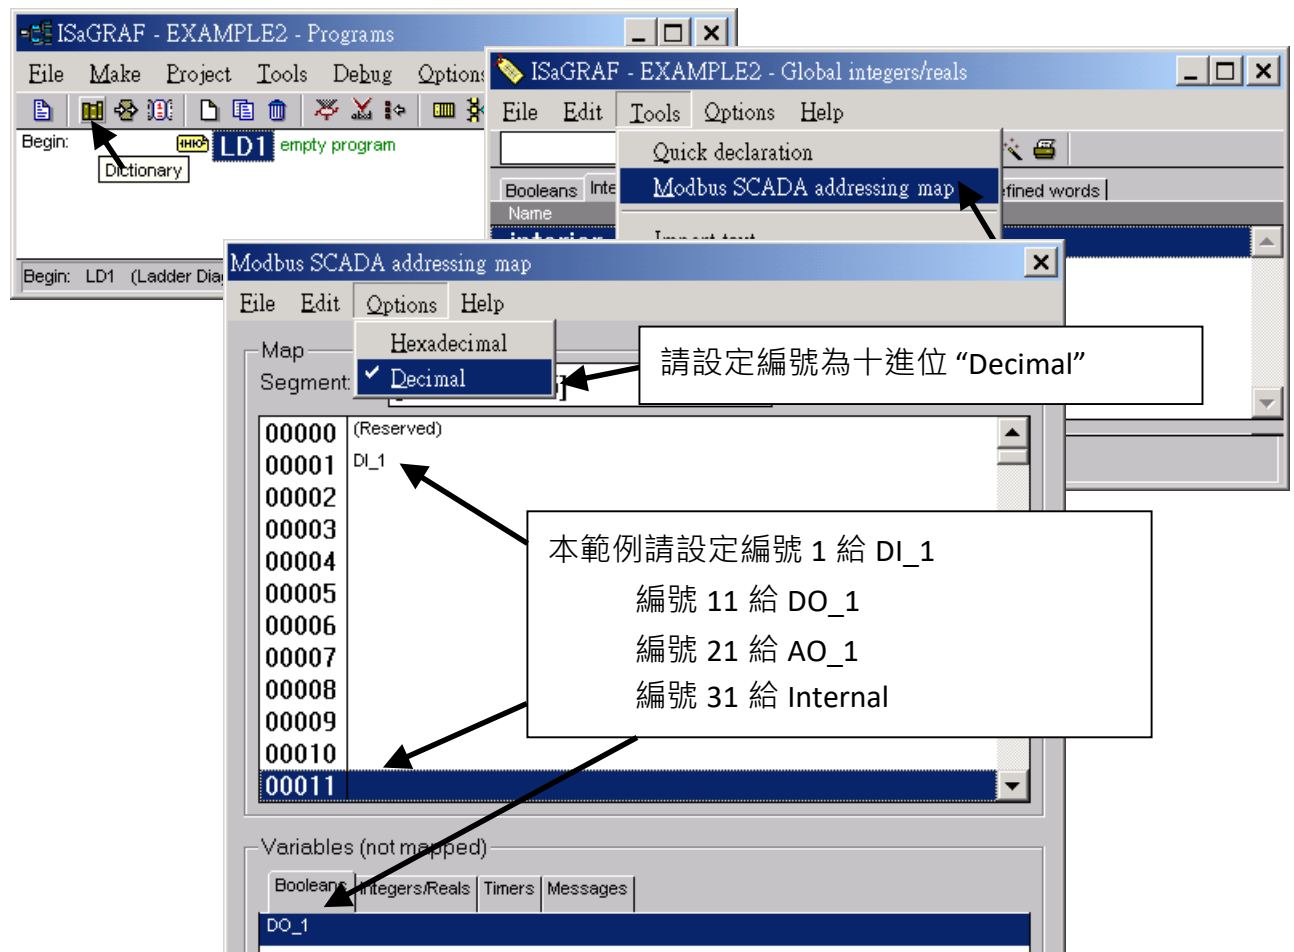 ISaGRAF - EXAMPLE2 - Programs
File Make Project Tools Debug Options
Begin: LD1 empty program
Dictionary
Begin: LD1 (Ladder Dia
ISaGRAF - EXAMPLE2 - Global integers/reals
File Edit Tools Options Help
Quick declaration
Modbus SCADA addressing map
Booleans Inte fined words
Name
Modbus SCADA addressing map
File Edit Options Help
Hexadecimal
Decimal
Map
Segment:
請設定編號為十進位 “Decimal”
00000 (Reserved)
00001 DI_1
00002
00003
00004
00005
00006
00007
00008
00009
00010
00011
本範例請設定編號 1 給 DI_1
編號 11 給 DO_1
編號 21 給 AO_1
編號 31 給 Internal
Variables (not mapped)
Booleans Integers/Reals Timers Messages
DO_1